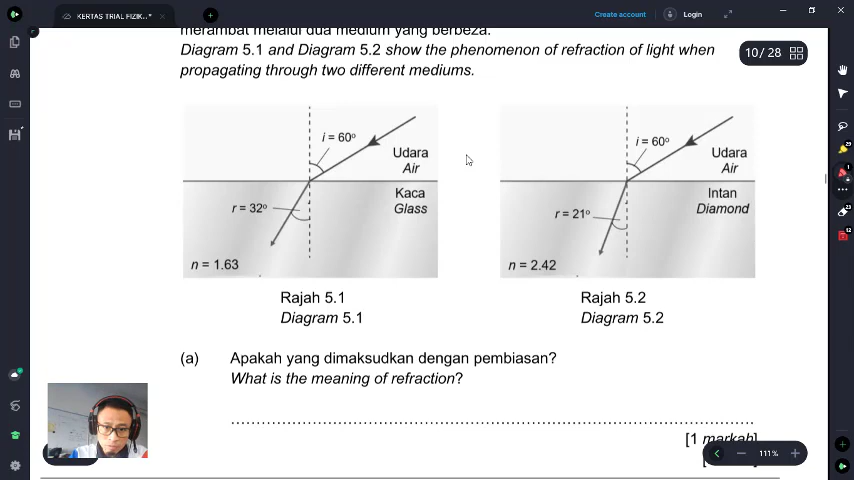 KERTAS TRIAL FIZIK...*
Create account
Login
merambat melalui dua medium yang berbeza.
Diagram 5.1 and Diagram 5.2 show the phenomenon of refraction of light when
propagating through two different mediums.
10 / 28
i = 60°
Udara
Air
Kaca
Glass
r = 32°
n = 1.63
i = 60°
Udara
Air
Intan
Diamond
r = 21°
n = 2.42
Rajah 5.1
Diagram 5.1
Rajah 5.2
Diagram 5.2
(a) Apakah yang dimaksudkan dengan pembiasan?
What is the meaning of refraction?
[1 markah]
111%